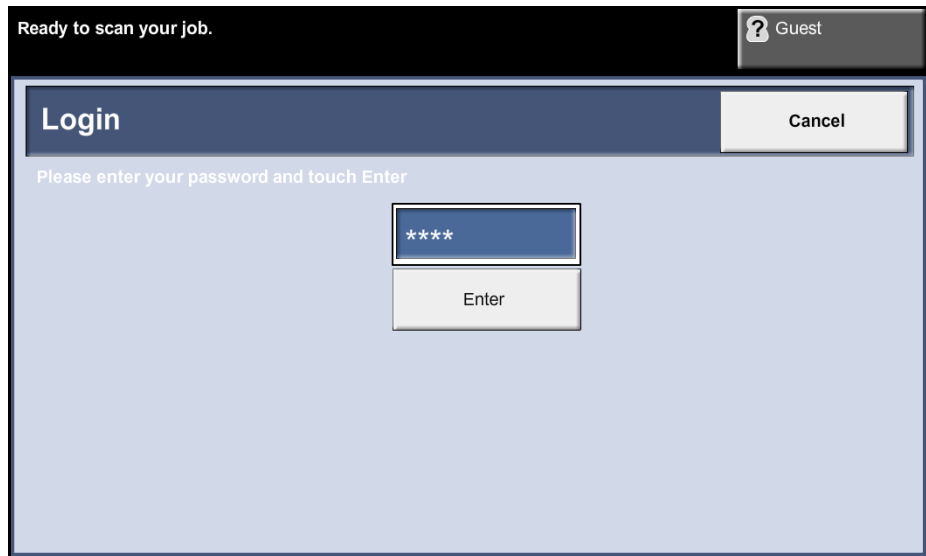 Ready to scan your job.
? Guest
Login
Cancel
Please enter your password and touch Enter
****
Enter